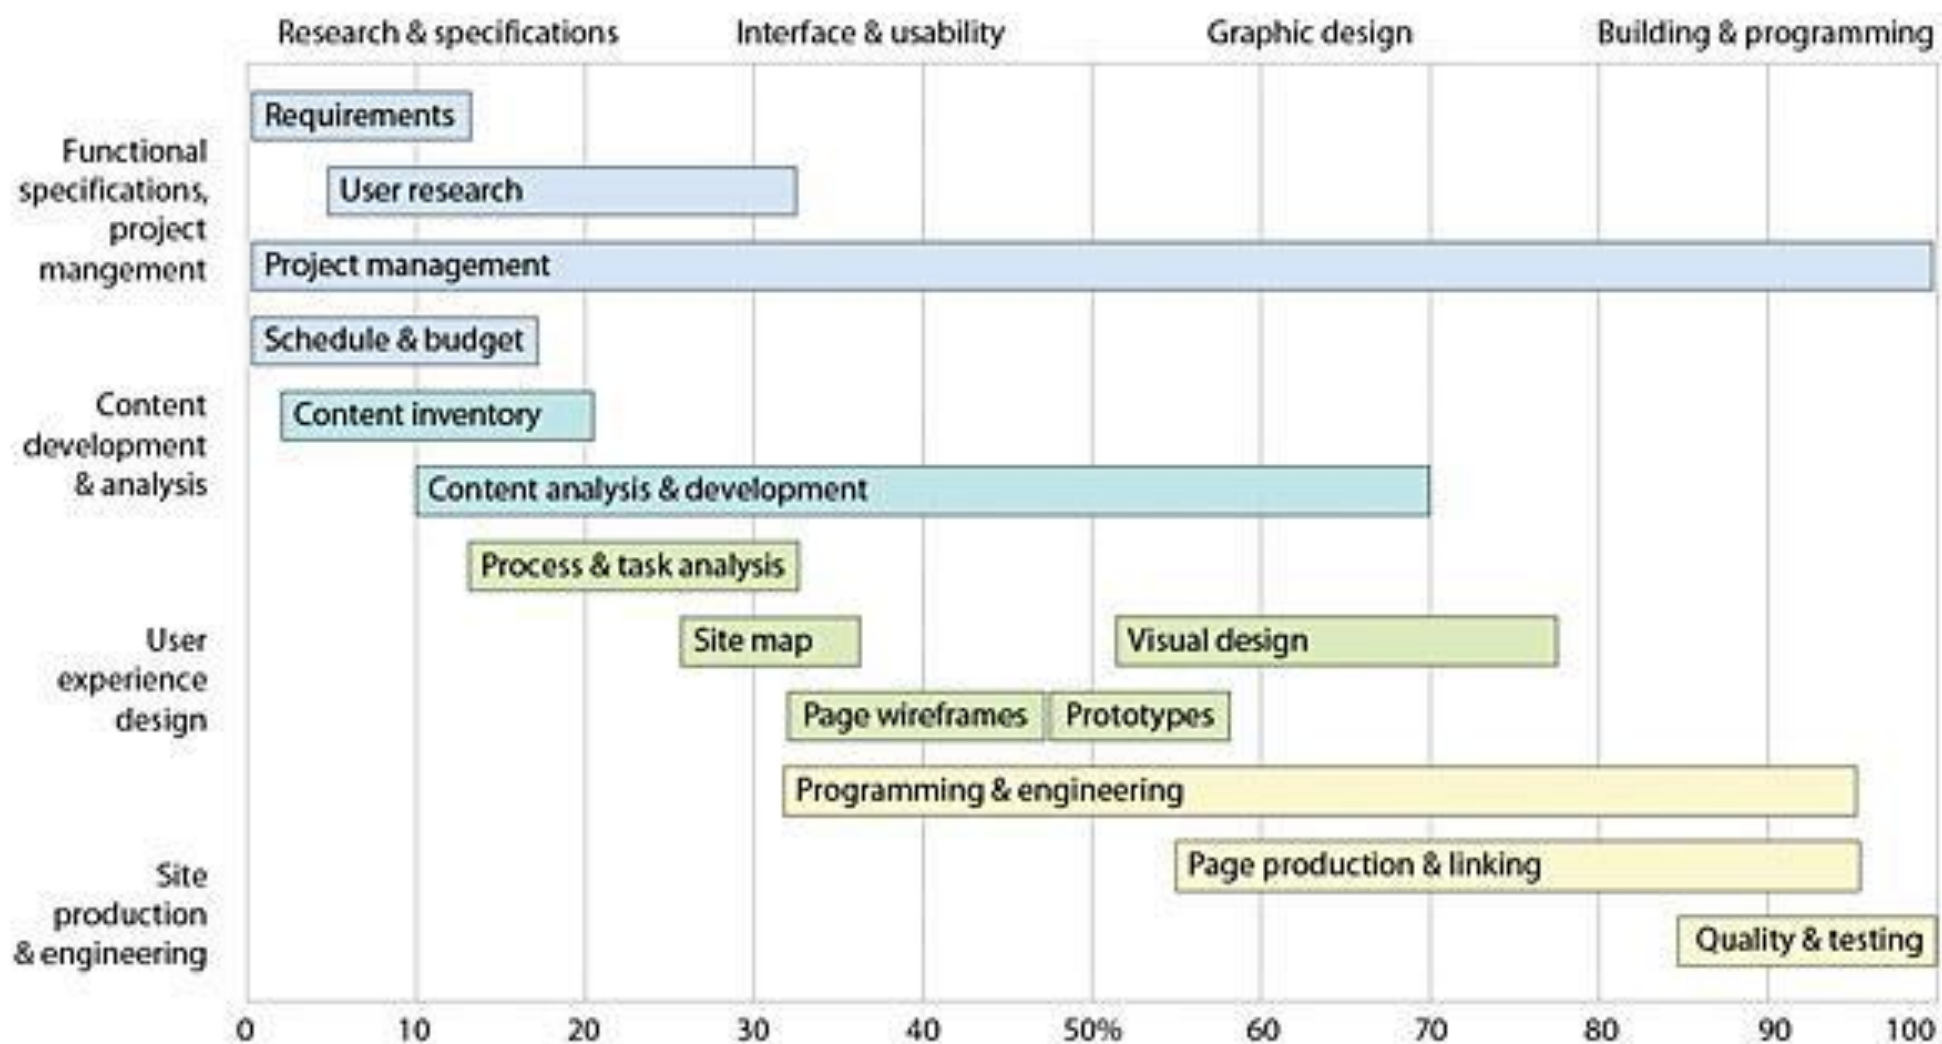 Research & specifications
Interface & usability
Graphic design
Building & programming
Functional
specifications,
project
mangement
Requirements
User research
Project management
Schedule & budget
Content
development
& analysis
Content inventory
Content analysis & development
User
experience
design
Process & task analysis
Site map
Visual design
Page wireframes
Prototypes
Site
production
& engineering
Programming & engineering
Page production & linking
Quality & testing
0
10
20
30
40
50%
60
70
80
90
100